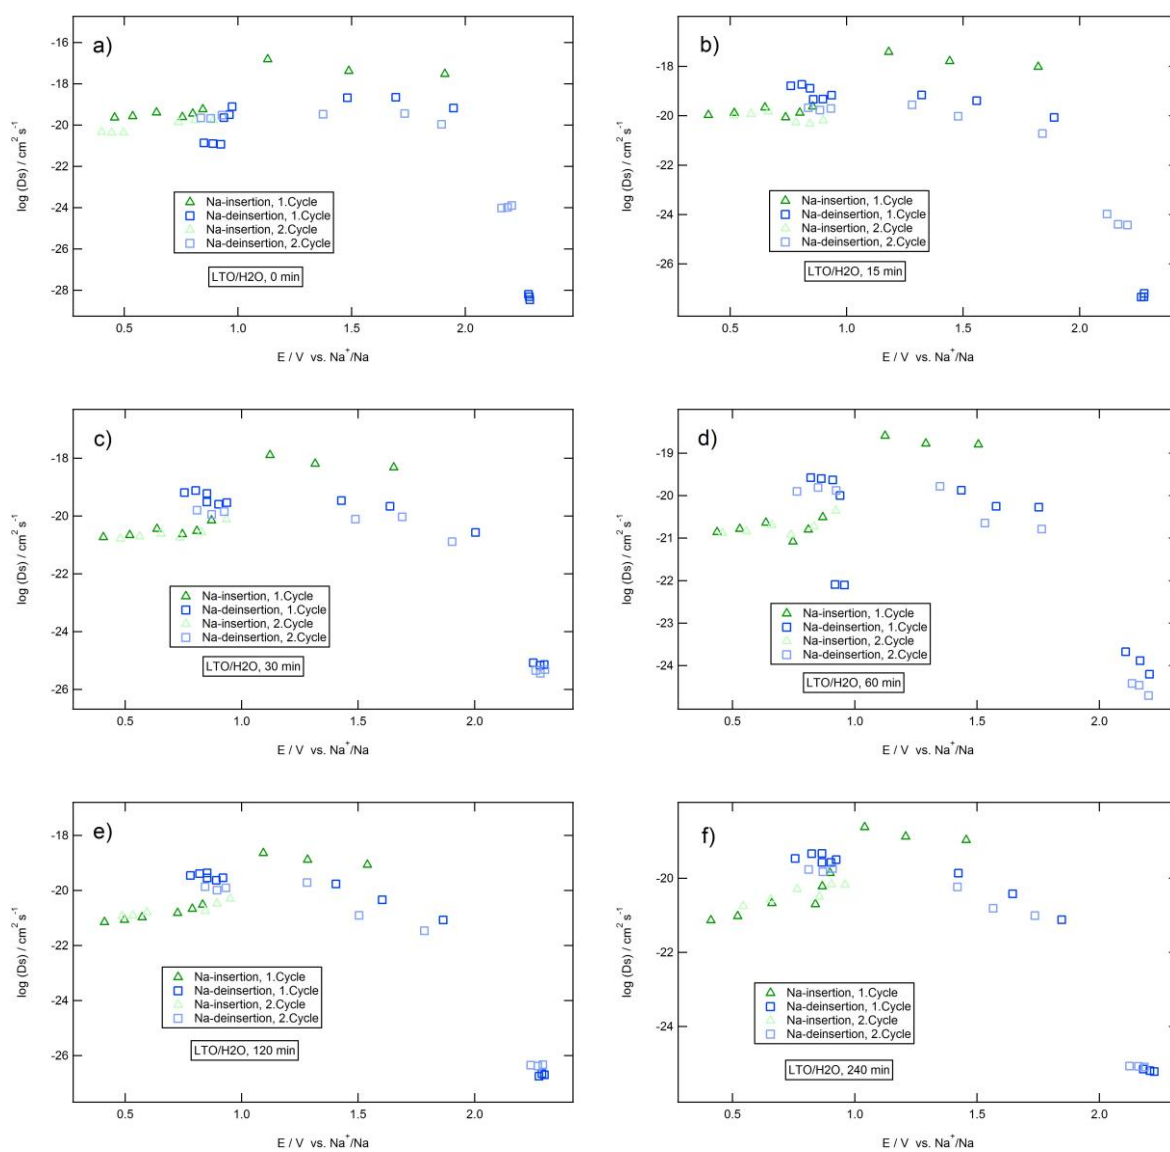 a)
-16
-18
-20
-22
-24
-26
-28
log (Ds) / cm² s⁻¹
Na-insertion, 1.Cycle
Na-deinsertion, 1.Cycle
Na-insertion, 2.Cycle
Na-deinsertion, 2.Cycle
LTO/H2O, 0 min
0.5 1.0 1.5 2.0
E / V vs. Na⁺/Na
b)
-18
-20
-22
-24
-26
log (Ds) / cm² s⁻¹
Na-insertion, 1.Cycle
Na-deinsertion, 1.Cycle
Na-insertion, 2.Cycle
Na-deinsertion, 2.Cycle
LTO/H2O, 15 min
0.5 1.0 1.5 2.0
E / V vs. Na⁺/Na
c)
-18
-20
-22
-24
-26
log (Ds) / cm² s⁻¹
Na-insertion, 1.Cycle
Na-deinsertion, 1.Cycle
Na-insertion, 2.Cycle
Na-deinsertion, 2.Cycle
LTO/H2O, 30 min
0.5 1.0 1.5 2.0
E / V vs. Na⁺/Na
d)
-19
-20
-21
-22
-23
-24
log (Ds) / cm² s⁻¹
Na-insertion, 1.Cycle
Na-deinsertion, 1.Cycle
Na-insertion, 2.Cycle
Na-deinsertion, 2.Cycle
LTO/H2O, 60 min
0.5 1.0 1.5 2.0
E / V vs. Na⁺/Na
e)
-18
-20
-22
-24
-26
log (Ds) / cm² s⁻¹
Na-insertion, 1.Cycle
Na-deinsertion, 1.Cycle
Na-insertion, 2.Cycle
Na-deinsertion, 2.Cycle
LTO/H2O, 120 min
0.5 1.0 1.5 2.0
E / V vs. Na⁺/Na
f)
-20
-22
-24
log (Ds) / cm² s⁻¹
Na-insertion, 1.Cycle
Na-deinsertion, 1.Cycle
Na-insertion, 2.Cycle
Na-deinsertion, 2.Cycle
LTO/H2O, 240 min
0.5 1.0 1.5 2.0
E / V vs. Na⁺/Na